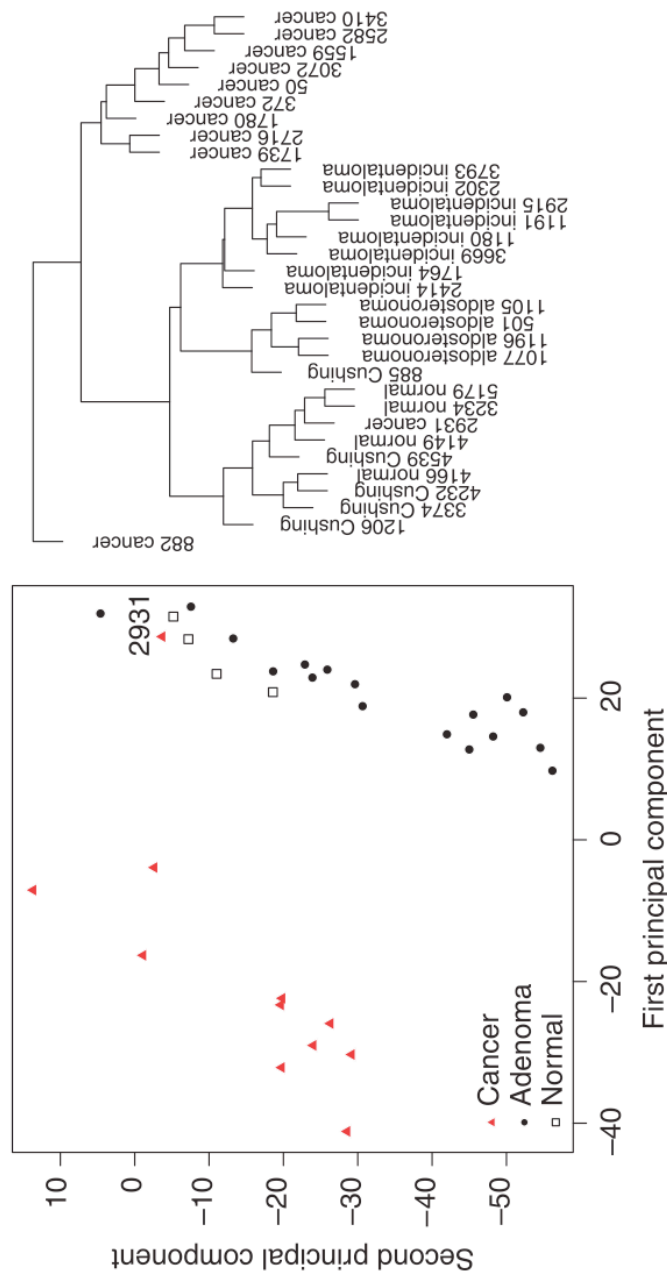 Second principal component
10
0
−10
−20
−30
−40
−50
2931
Cancer
Adenoma
Normal
−40
−20
0
20
First principal component
882 cancer
1206 Cushing
3374 Cushing
4232 Cushing
4166 normal
4539 Cushing
4149 normal
2931 cancer
3234 normal
5179 normal
885 Cushing
1077 aldosteronoma
1196 aldosteronoma
501 aldosteronoma
1105 aldosteronoma
2414 incidentaloma
1764 incidentaloma
3669 incidentaloma
1180 incidentaloma
1191 incidentaloma
2915 incidentaloma
2302 incidentaloma
3793 incidentaloma
1739 cancer
2716 cancer
1780 cancer
372 cancer
50 cancer
3072 cancer
1559 cancer
2582 cancer
3410 cancer